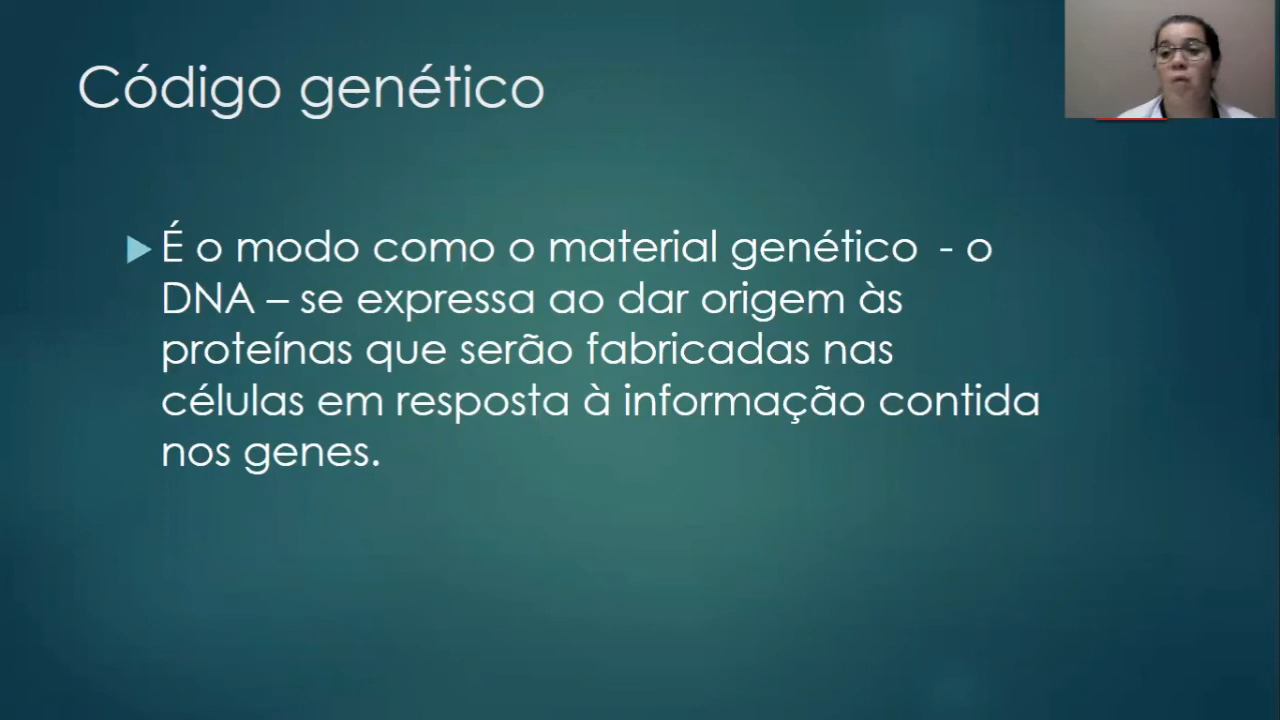 Código genético
É o modo como o material genético - o
DNA – se expressa ao dar origem às
proteínas que serão fabricadas nas
células em resposta à informação contida
nos genes.